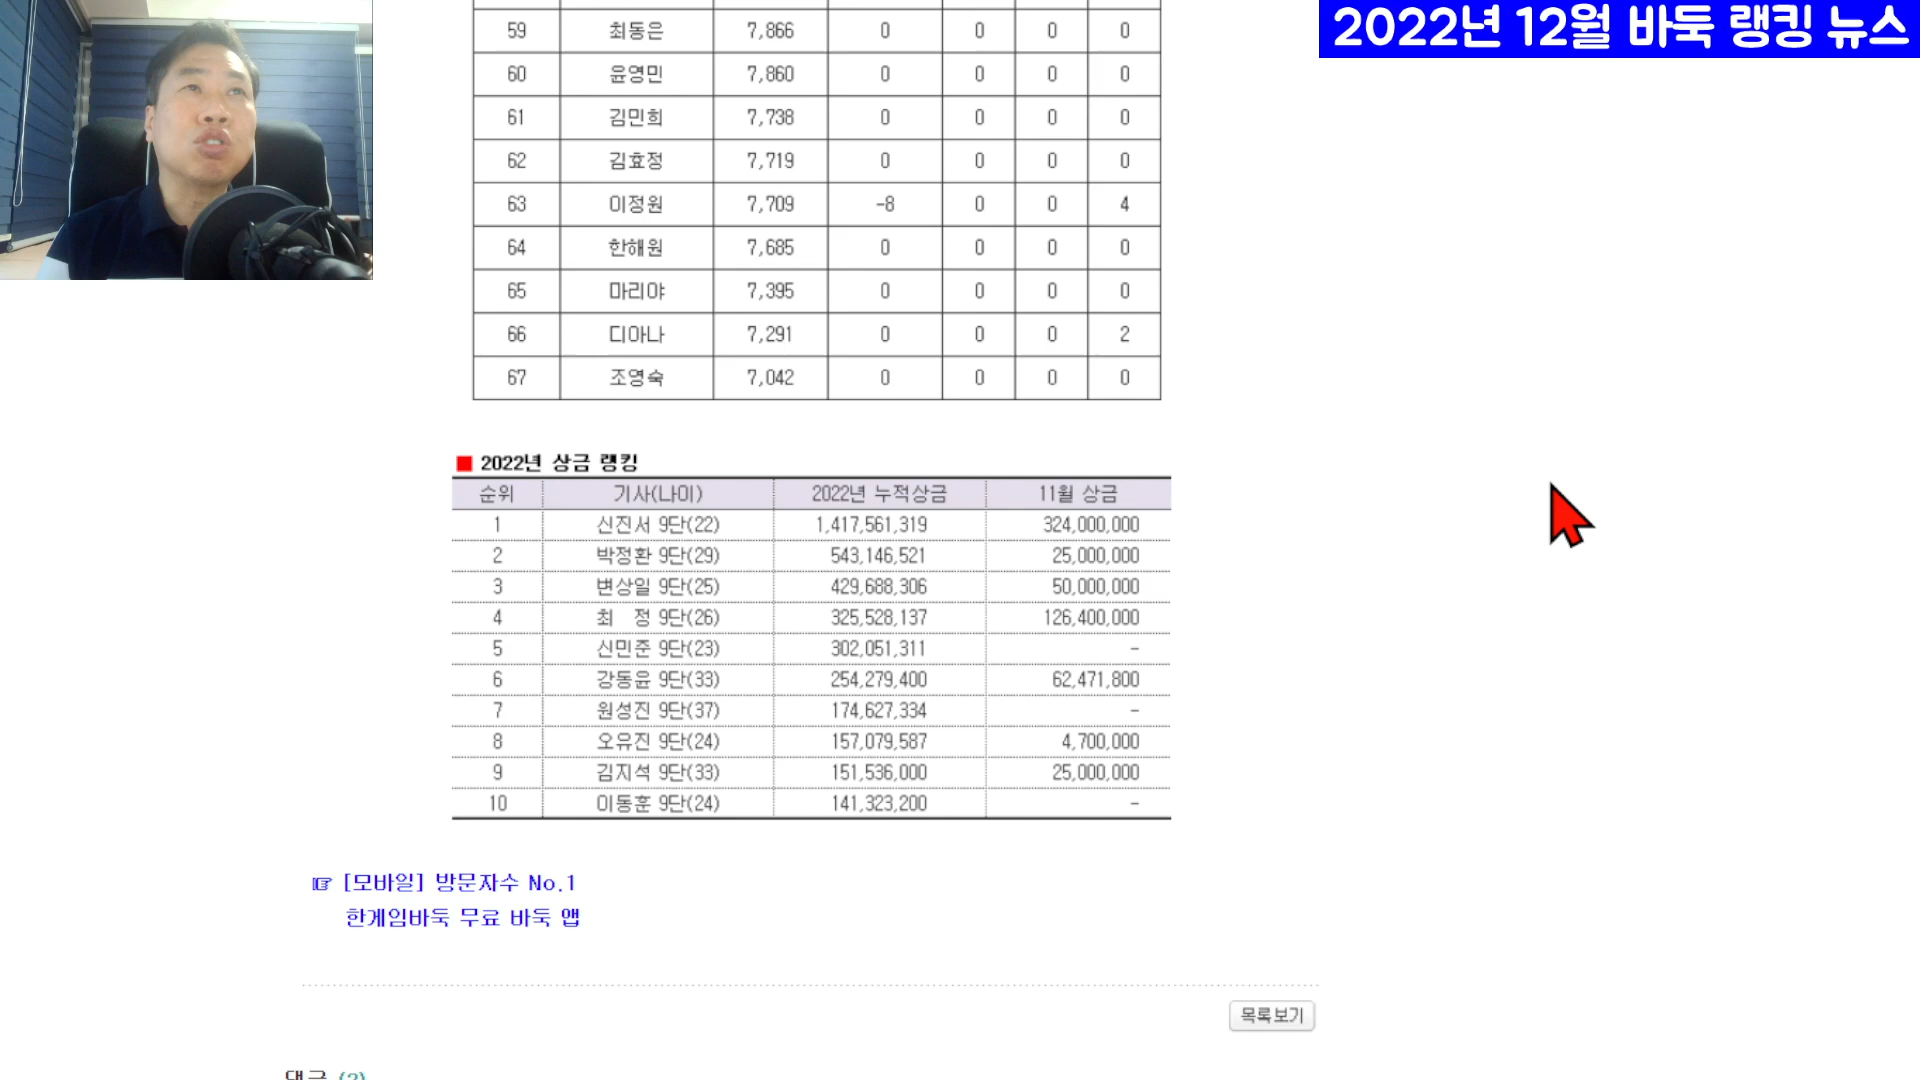 2022년 12월 바둑 랭킹 뉴스
59 최동은 7,866 0 0 0 0
60 윤영민 7,860 0 0 0 0
61 김민희 7,738 0 0 0 0
62 김효정 7,719 0 0 0 0
63 이정원 7,709 -8 0 0 4
64 한해원 7,685 0 0 0 0
65 마리야 7,395 0 0 0 0
66 디아나 7,291 0 0 0 2
67 조영숙 7,042 0 0 0 0
■ 2022년 상금 랭킹
순위 기사(나이) 2022년 누적상금 11월 상금
1 신진서 9단(22) 1,417,561,319 324,000,000
2 박정환 9단(29) 543,146,521 25,000,000
3 변상일 9단(25) 429,688,306 50,000,000
4 최 정 9단(26) 325,528,137 126,400,000
5 신민준 9단(23) 302,051,311 -
6 강동윤 9단(33) 254,279,400 62,471,800
7 원성진 9단(37) 174,627,334 -
8 오유진 9단(24) 157,079,587 4,700,000
9 김지석 9단(33) 151,536,000 25,000,000
10 이동훈 9단(24) 141,323,200 -
☞ [모바일] 방문자수 No.1
한게임바둑 무료 바둑 앱
목록보기
댓글